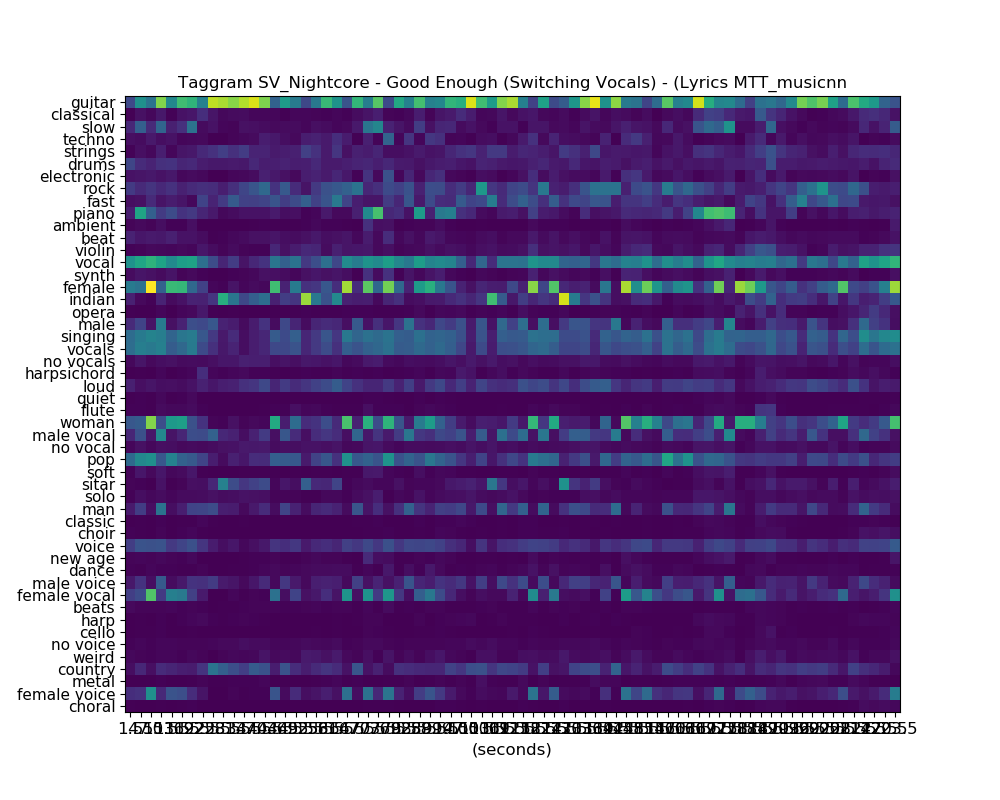 Taggram SV_Nightcore - Good Enough (Switching Vocals) - (Lyrics MTT_musicnn
guitar
classical
slow
techno
strings
drums
electronic
rock
fast
piano
ambient
beat
violin
vocal
synth
female
indian
opera
male
singing
vocals
no vocals
harpsichord
loud
quiet
flute
woman
male vocal
no vocal
pop
soft
sitar
solo
man
classic
choir
voice
new age
dance
male voice
female vocal
beats
harp
cello
no voice
weird
country
metal
female voice
choral
(seconds)